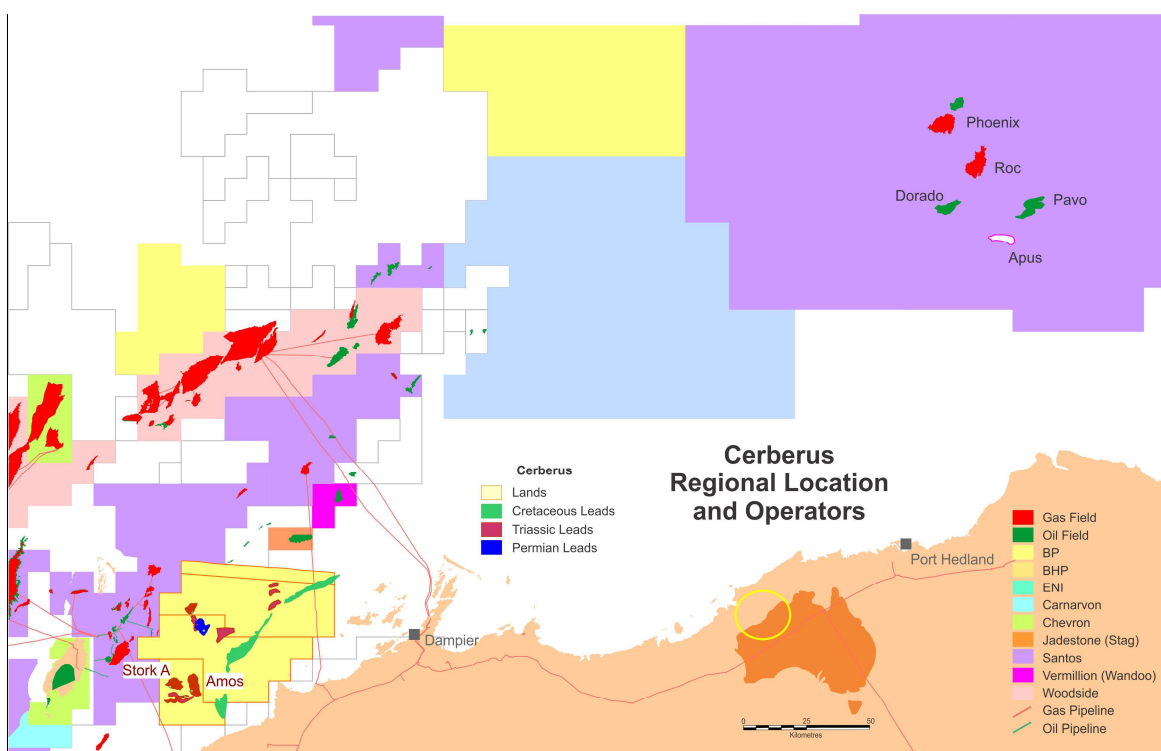 Phoenix
Roc
Dorado
Pavo
Apus
Cerberus
Regional Location
and Operators
Cerberus
Lands
Cretaceous Leads
Triassic Leads
Permian Leads
Port Hedland
Dampier
Stork A
Amos
Gas Field
Oil Field
BP
BHP
ENI
Carnarvon
Chevron
Jadestone (Stag)
Santos
Vermillion (Wandoo)
Woodside
Gas Pipeline
Oil Pipeline
0 25 50
Kilometres